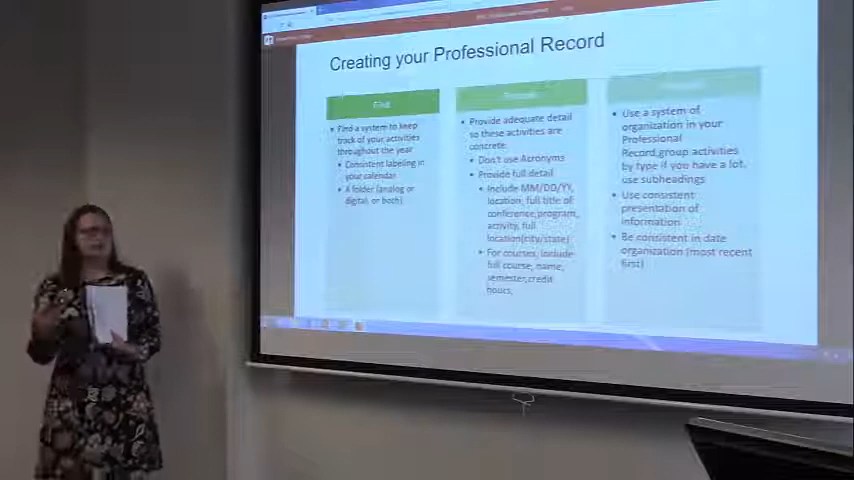 Creating your Professional Record
Find
• Find a system to keep
track of your activities
throughout the year
• Consistent labeling in
your calendar
• A folder (analog or
digital, or both)
• Provide adequate detail
so these activities are
concrete.
• Don't use Acronyms
• Provide full detail
• Include MM/DD/YY,
location, full title of
conference,program,
activity, full
location(city/state)
• For courses, include
full course, name,
semester,credit
hours,
• Use a system of
organization in your
Professional
Record,group activities
by type if you have a lot,
use subheadings
• Use consistent
presentation of
information
• Be consistent in date
organization (most recent
first)